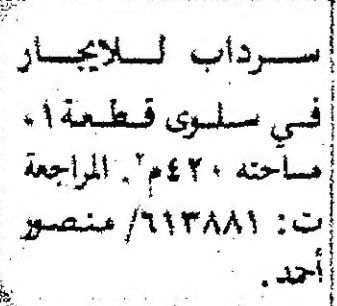 سرداب للايجار
في سلوى قطعة ١.
مساحته ٤٢٠م٢. المراجعة
ت: ٦١٣٨٨١/ منصور
أحمد.